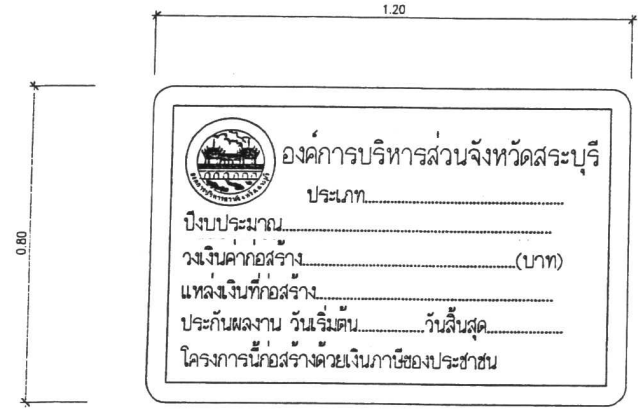 1.20
0.80
องค์การบริหารส่วนจังหวัดสระบุรี
ประเภท..................................................
ปีงบประมาณ..................................................................
วงเงินค่าก่อสร้าง.....................................................(บาท)
แหล่งเงินที่ก่อสร้าง...........................................................
ประกันผลงาน วันเริ่มต้น................วันสิ้นสุด...................
โครงการนี้ก่อสร้างด้วยเงินภาษีของประชาชน